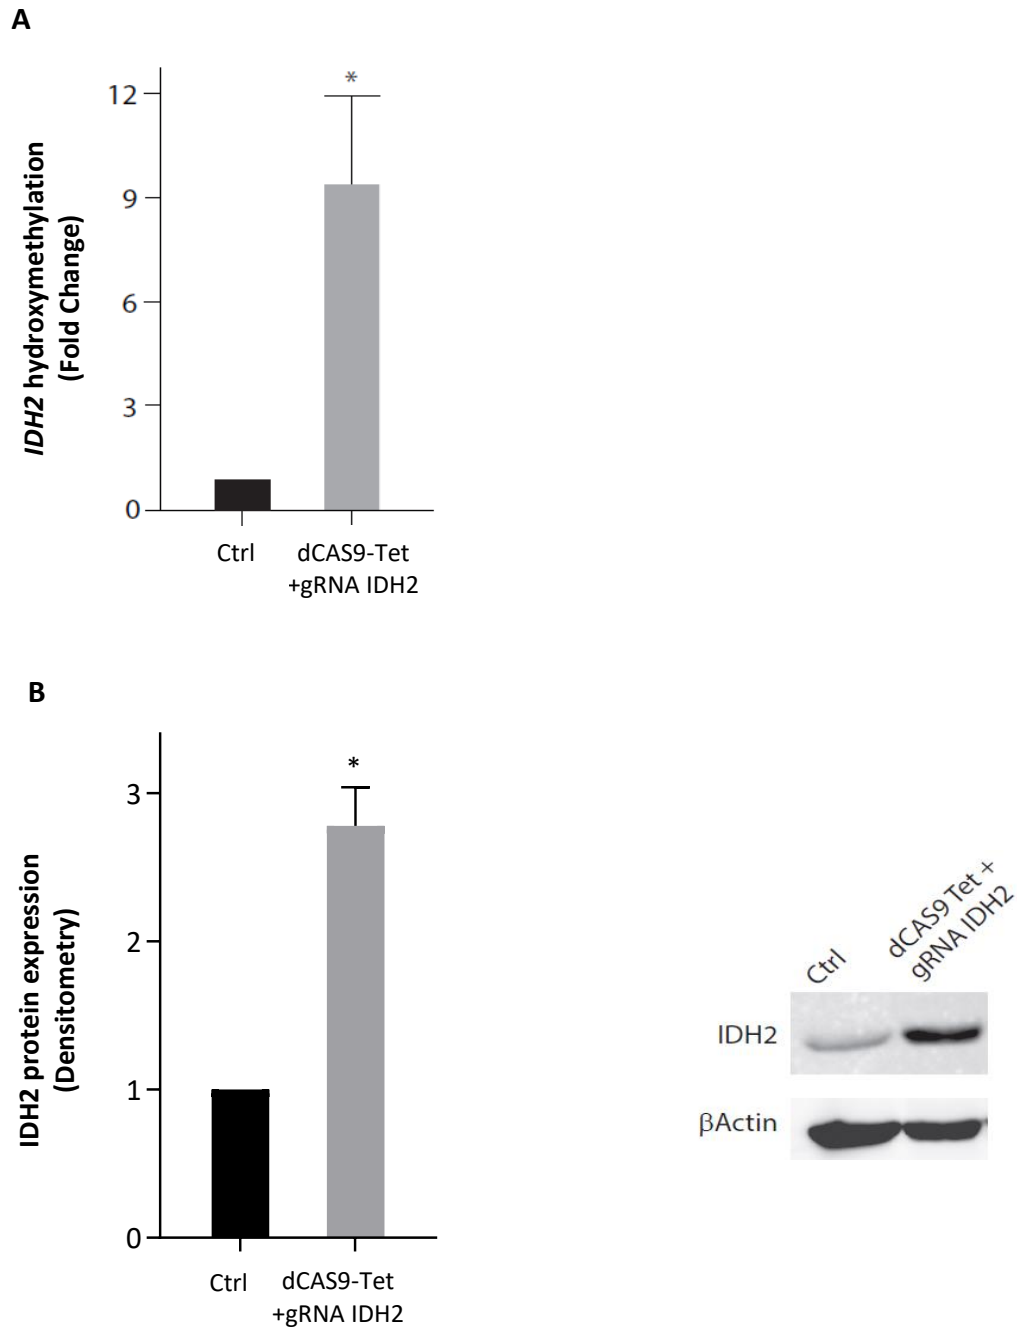 A
*
12
9
6
3
0
IDH2 hydroxymethylation
(Fold Change)
Ctrl
dCAS9-Tet
+gRNA IDH2
B
*
3
2
1
0
IDH2 protein expression
(Densitometry)
Ctrl
dCAS9-Tet
+gRNA IDH2
Ctrl
dCAS9 Tet +
gRNA IDH2
IDH2
βActin